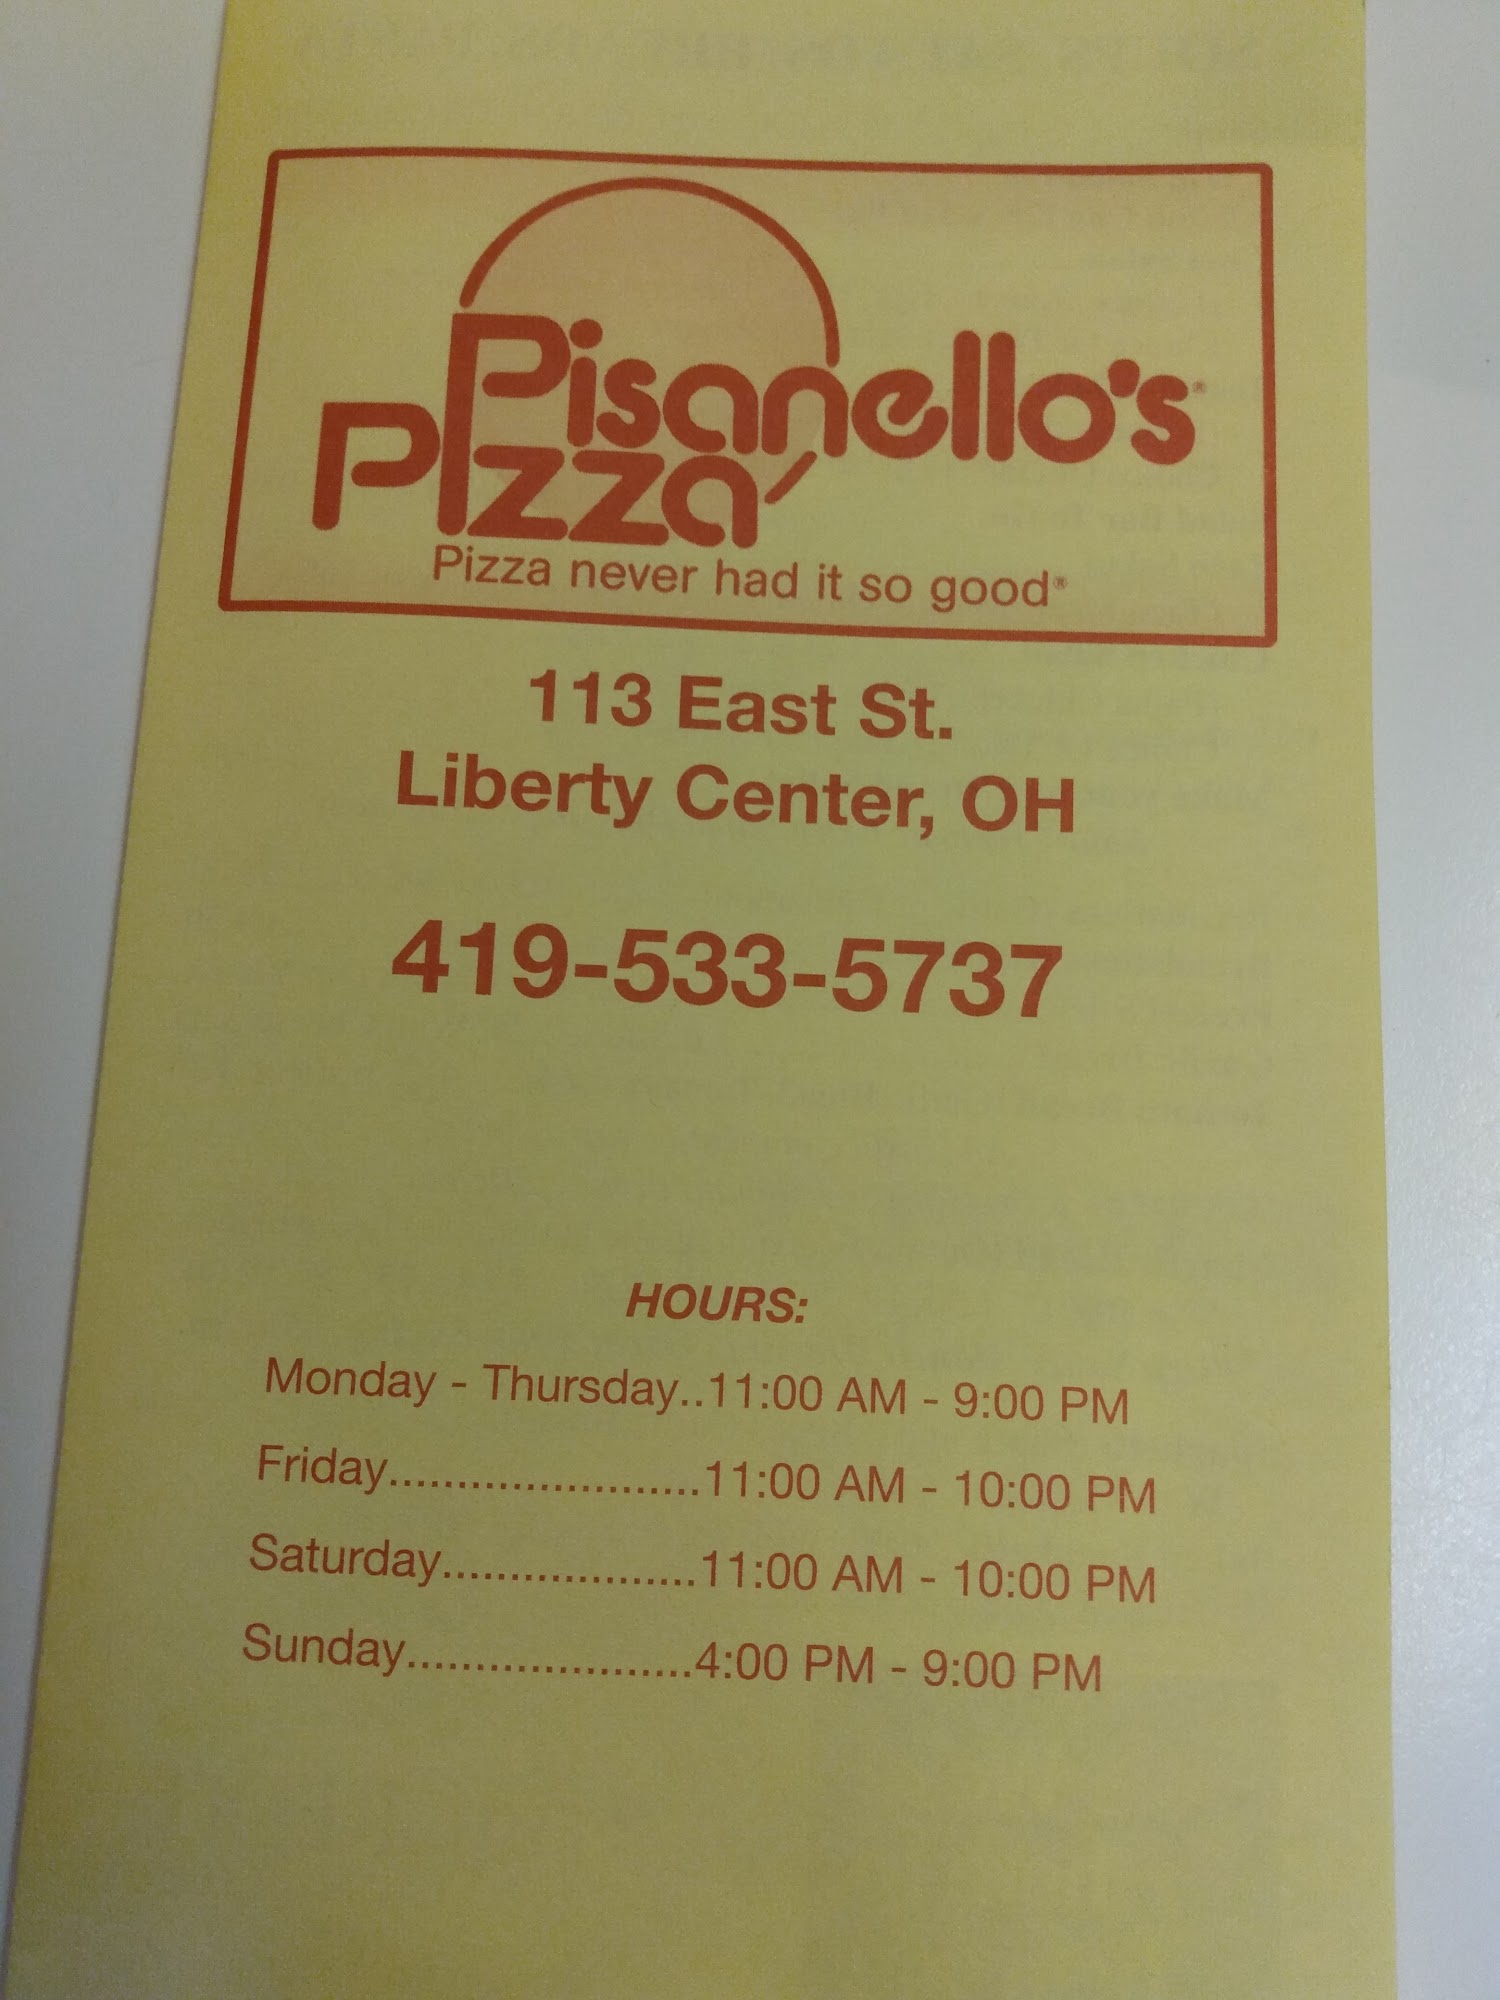 Pisanello's®
Pizza
Pizza never had it so good®
113 East St.
Liberty Center, OH
419-533-5737
HOURS:
Monday - Thursday..11:00 AM - 9:00 PM
Friday.......................11:00 AM - 10:00 PM
Saturday...................11:00 AM - 10:00 PM
Sunday.....................4:00 PM - 9:00 PM